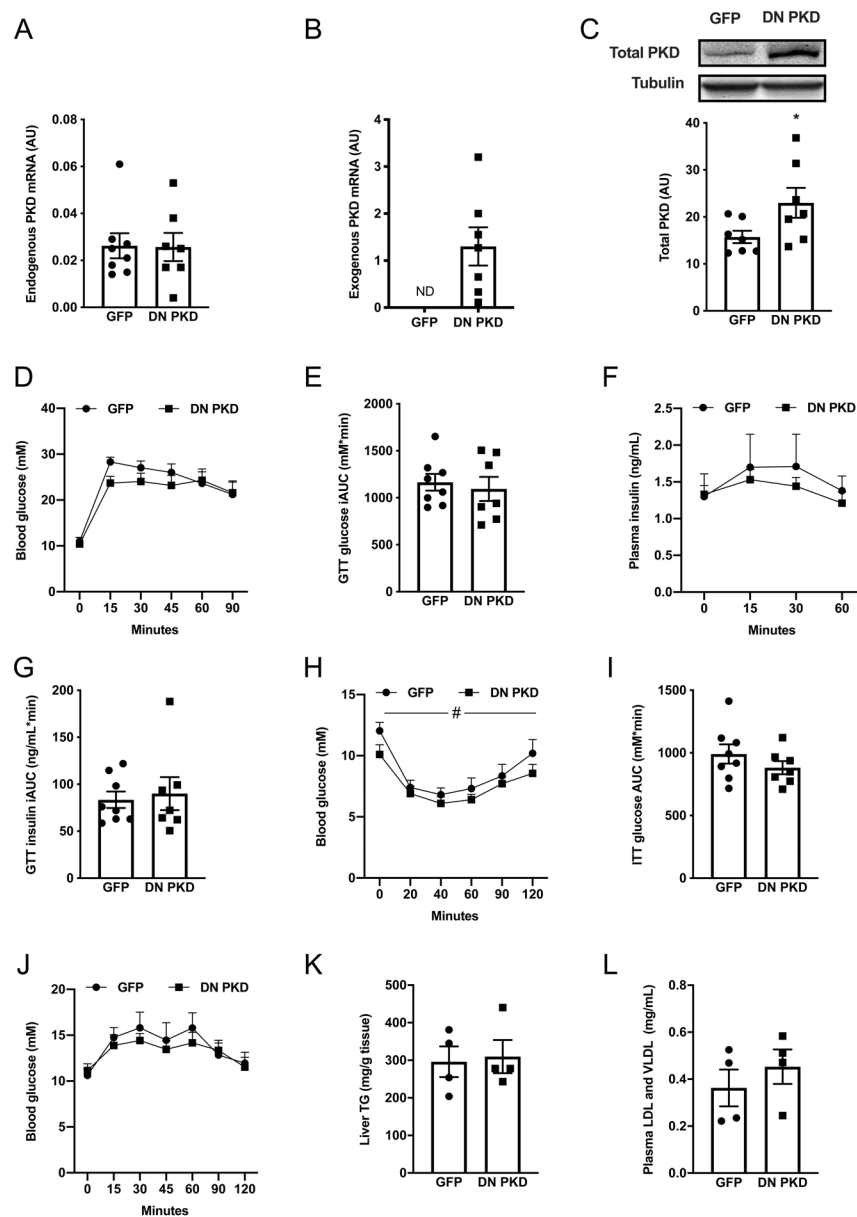 A
Endogenous PKD mRNA (AU)
0.08
0.06
0.04
0.02
0.00
GFP DN PKD
B
Exogenous PKD mRNA (AU)
4
3
2
1
0
ND
GFP DN PKD
C
GFP DN PKD
Total PKD
Tubulin
*
Total PKD (AU)
40
30
20
10
0
GFP DN PKD
D
GFP DN PKD
Blood glucose (mM)
40
30
20
10
0
0 15 30 45 60 90
Minutes
E
GTT glucose iAUC (mM*min)
2000
1500
1000
500
0
GFP DN PKD
F
GFP DN PKD
Plasma insulin (ng/mL)
2.5
2.0
1.5
1.0
0.5
0.0
0 15 30 60
Minutes
G
GTT insulin iAUC (ng/mL*min)
200
150
100
50
0
GFP DN PKD
H
GFP DN PKD
#
Blood glucose (mM)
15
10
5
0
0 20 40 60 90 120
Minutes
I
ITT glucose AUC (mM*min)
1500
1000
500
0
GFP DN PKD
J
GFP DN PKD
Blood glucose (mM)
20
15
10
5
0
0 15 30 45 60 90 120
Minutes
K
Liver TG (mg/g tissue)
500
400
300
200
100
0
GFP DN PKD
L
Plasma LDL and VLDL (mg/mL)
0.8
0.6
0.4
0.2
0.0
GFP DN PKD